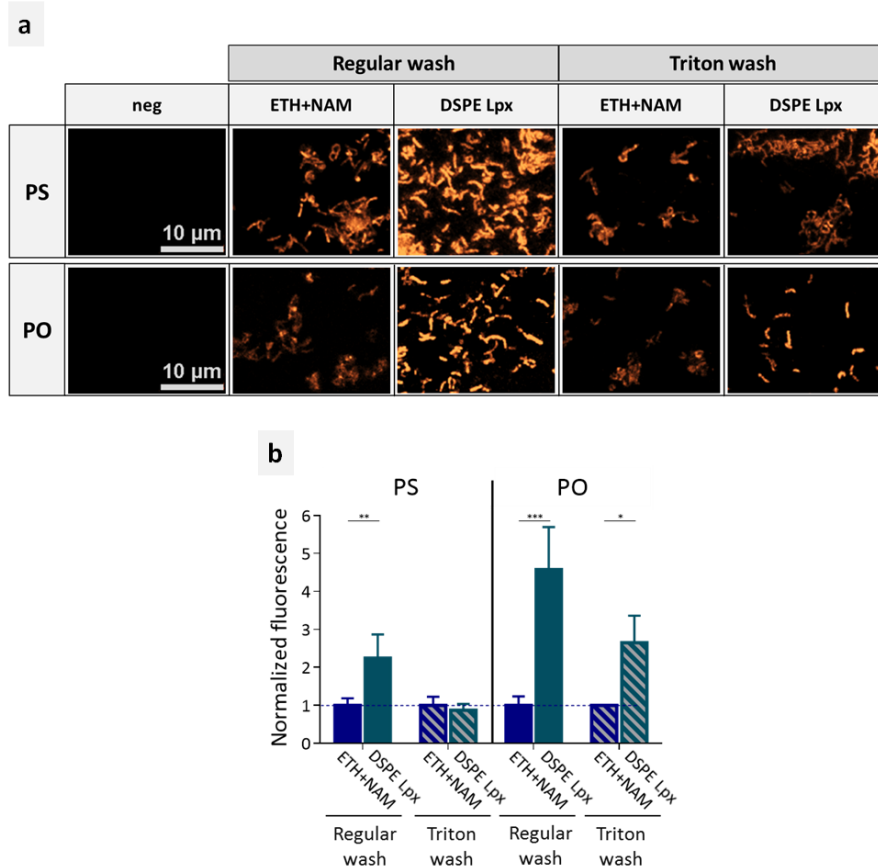 a
Regular wash Triton wash
neg ETH+NAM DSPE Lpx ETH+NAM DSPE Lpx
PS
10 µm
PO
10 µm
b
PS PO
Normalized fluorescence
6
5
4
3
2
1
0
** *** *
ETH+NAM DSPE Lpx ETH+NAM DSPE Lpx ETH+NAM DSPE Lpx ETH+NAM DSPE Lpx
Regular Triton Regular Triton
wash wash wash wash